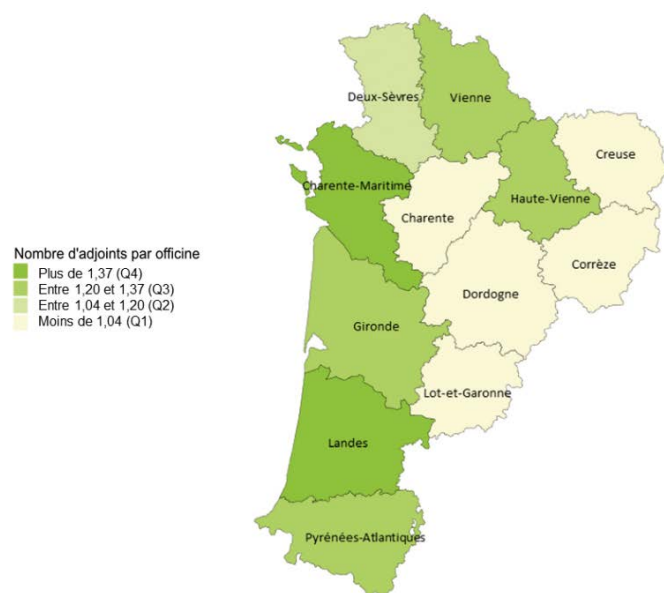 Deux-Sèvres
Vienne
Creuse
Charente-Maritime
Haute-Vienne
Charente
Corrèze
Dordogne
Gironde
Lot-et-Garonne
Landes
Pyrénées-Atlantiques
Nombre d'adjoints par officine
Plus de 1,37 (Q4)
Entre 1,20 et 1,37 (Q3)
Entre 1,04 et 1,20 (Q2)
Moins de 1,04 (Q1)